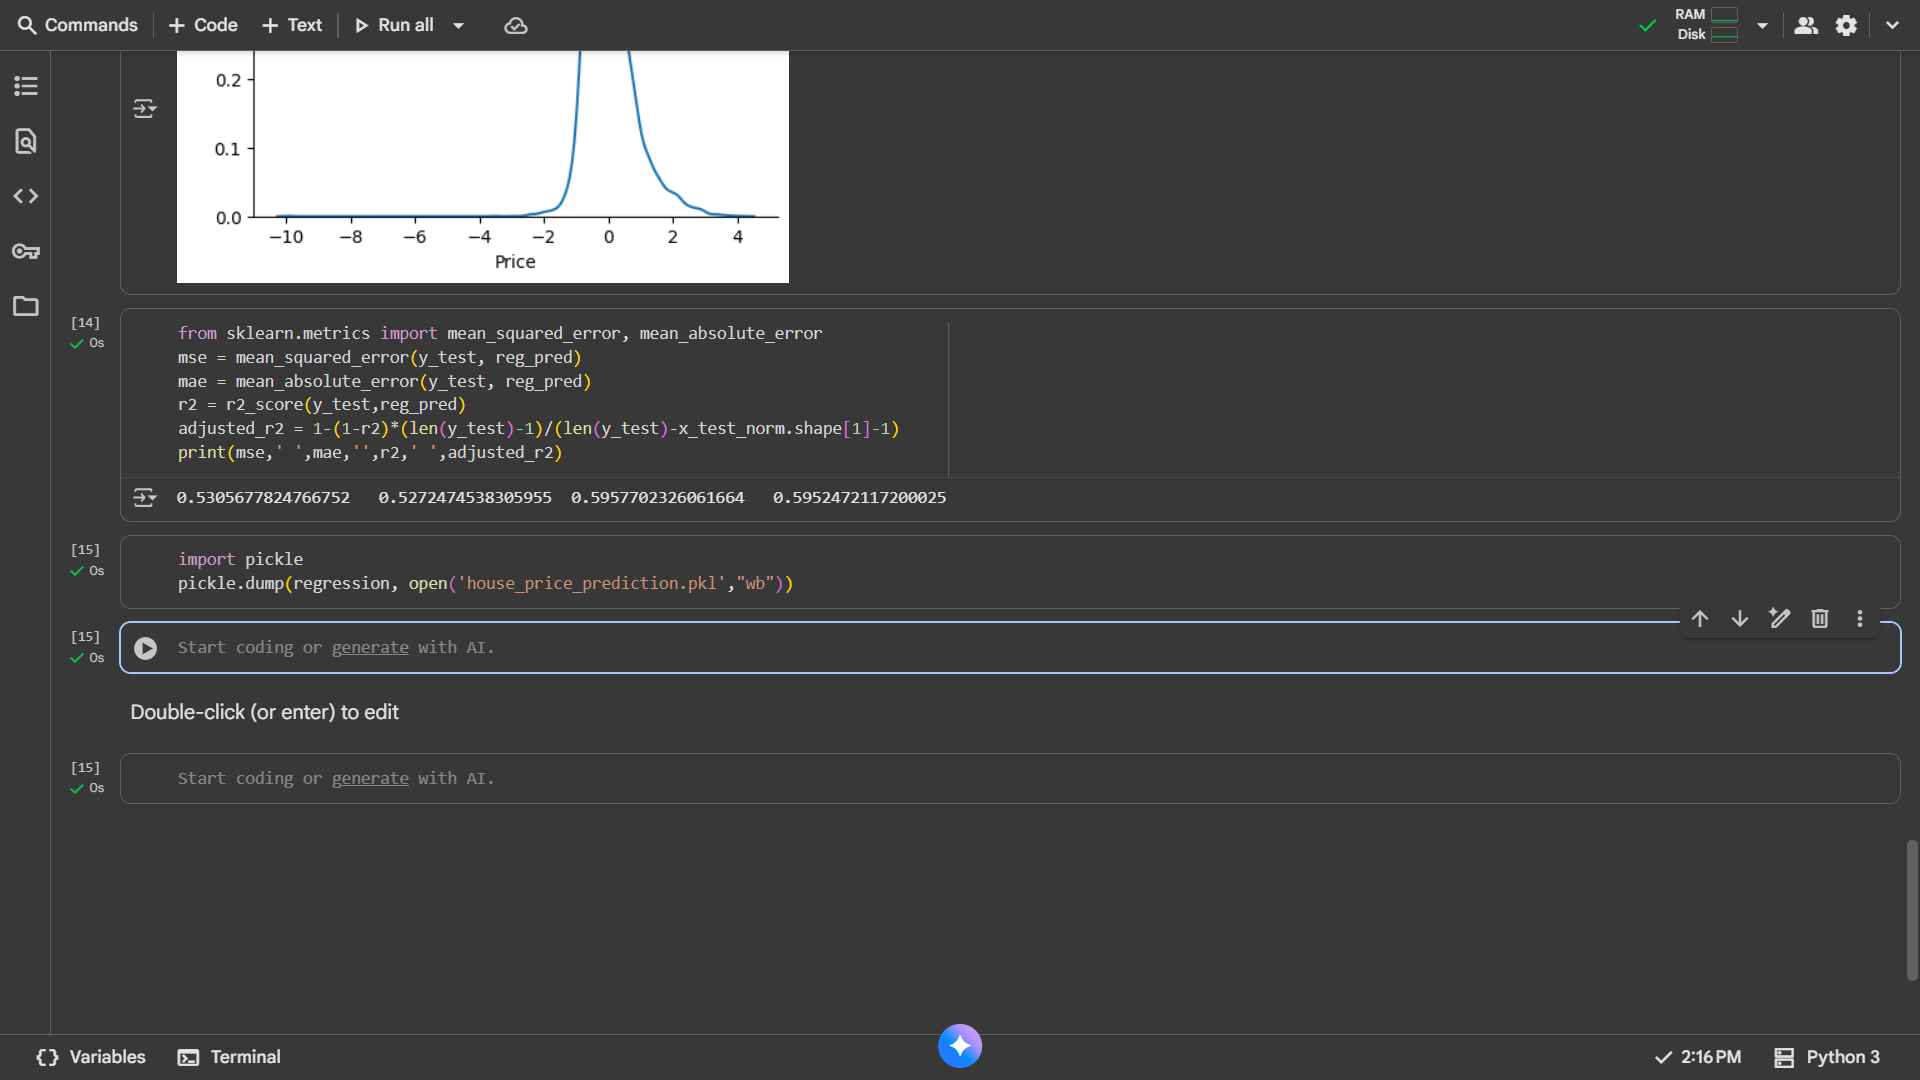 Commands + Code + Text Run all RAM
Disk
0.2
0.1
0.0
−10 −8 −6 −4 −2 0 2 4
Price
[14]
0s
from sklearn.metrics import mean_squared_error, mean_absolute_error
mse = mean_squared_error(y_test, reg_pred)
mae = mean_absolute_error(y_test, reg_pred)
r2 = r2_score(y_test,reg_pred)
adjusted_r2 = 1-(1-r2)*(len(y_test)-1)/(len(y_test)-x_test_norm.shape[1]-1)
print(mse,' ',mae,'',r2,' ',adjusted_r2)
0.5305677824766752   0.5272474538305955  0.5957702326061664   0.5952472117200025
[15]
0s
import pickle
pickle.dump(regression, open('house_price_prediction.pkl',"wb"))
[15]
0s
Start coding or generate with AI.
Double-click (or enter) to edit
[15]
0s
Start coding or generate with AI.
Variables Terminal 2:16 PM Python 3